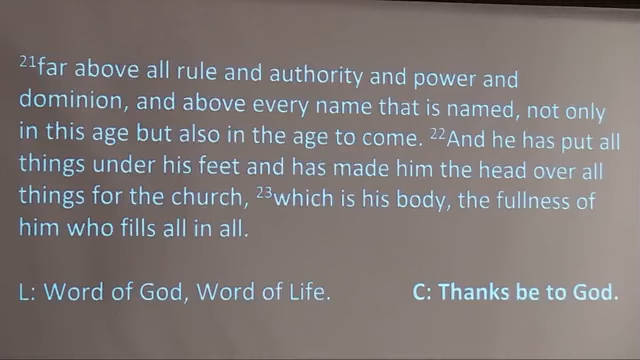 21far above all rule and authority and power and
dominion, and above every name that is named, not only
in this age but also in the age to come. 22And he has put all
things under his feet and has made him the head over all
things for the church, 23which is his body, the fullness of
him who fills all in all.
L: Word of God, Word of Life. C: Thanks be to God.